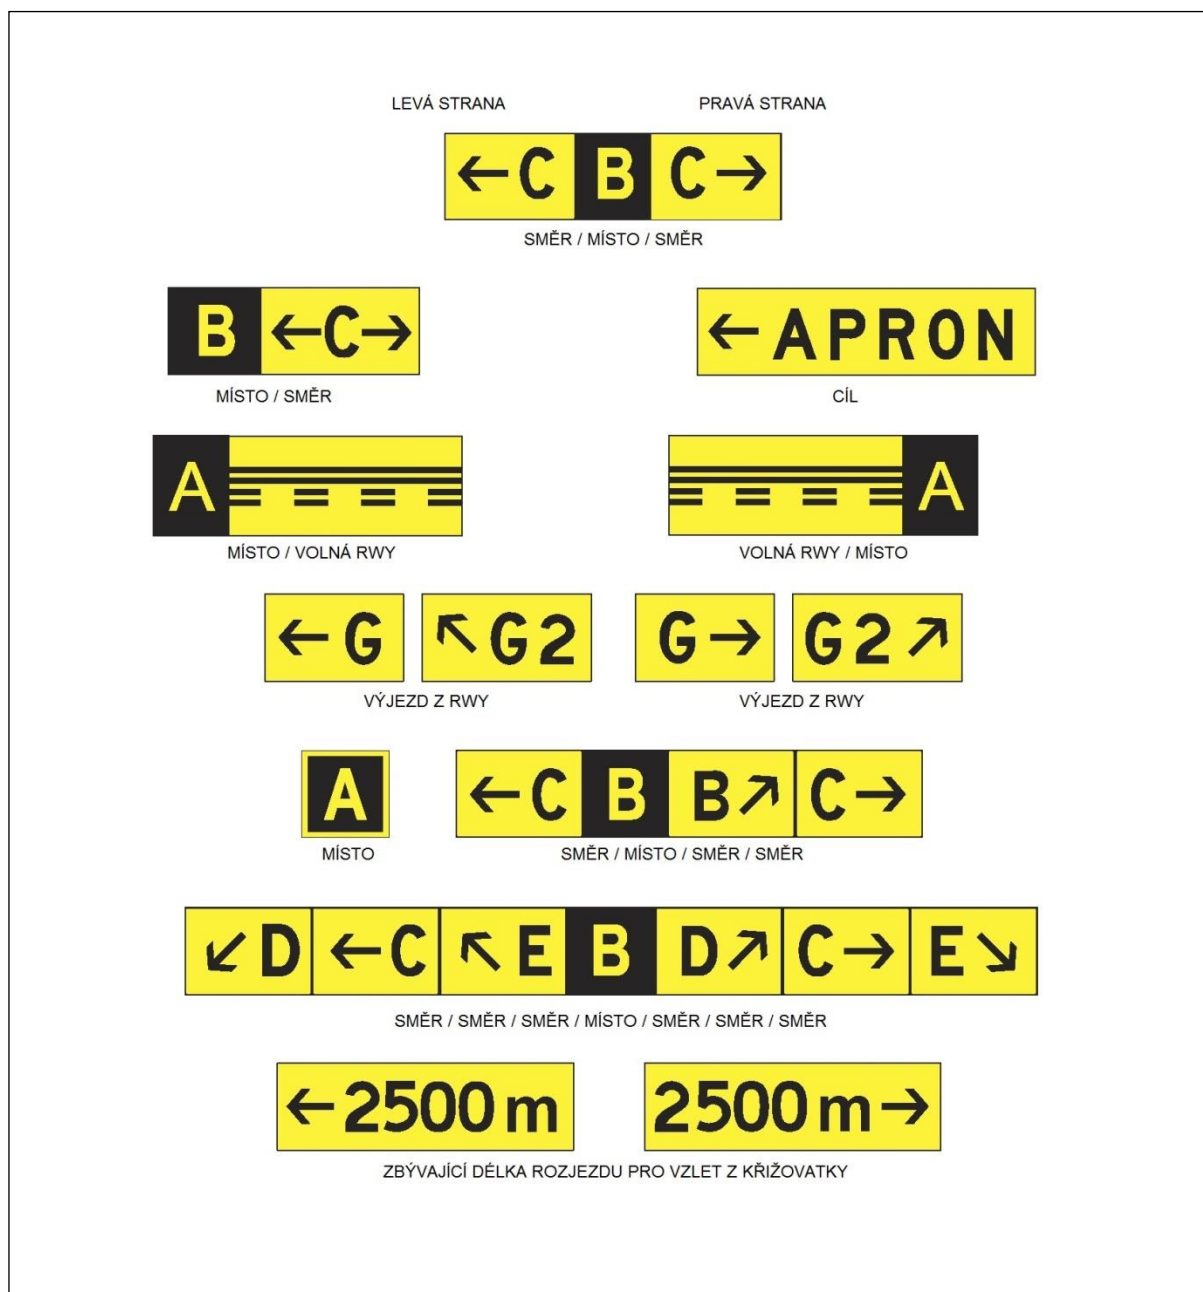 LEVÁ STRANA PRAVÁ STRANA
←C B C→
SMĚR / MÍSTO / SMĚR
B ←C→ ←APRON
MÍSTO / SMĚR CÍL
A A
MÍSTO / VOLNÁ RWY VOLNÁ RWY / MÍSTO
←G ↖G2 G→ G2↗
VÝJEZD Z RWY VÝJEZD Z RWY
A ←C B B↗ C→
MÍSTO SMĚR / MÍSTO / SMĚR / SMĚR
↙D ←C ↖E B D↗ C→ E↘
SMĚR / SMĚR / SMĚR / MÍSTO / SMĚR / SMĚR / SMĚR
←2500m 2500m→
ZBÝVAJÍCÍ DÉLKA ROZJEZDU PRO VZLET Z KŘIŽOVATKY